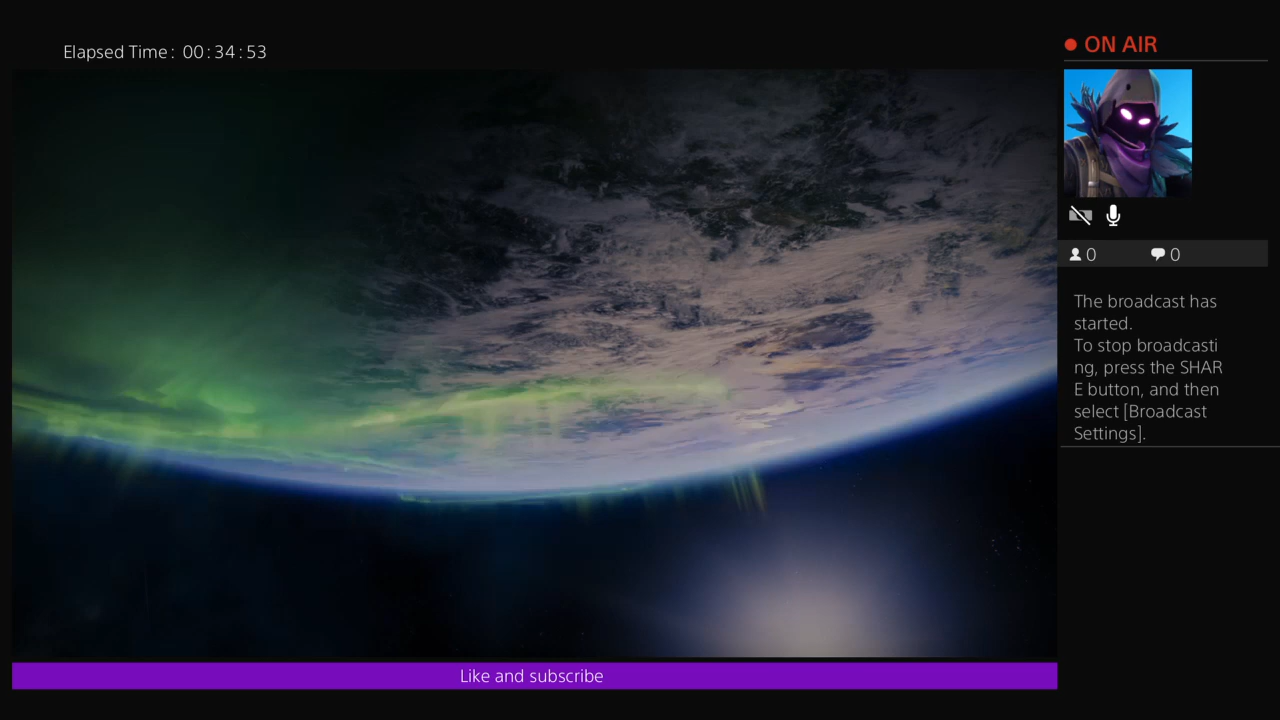 Elapsed Time: 00:34:53
ON AIR
0 0
The broadcast has
started.
To stop broadcasti
ng, press the SHAR
E button, and then
select [Broadcast
Settings].
Like and subscribe